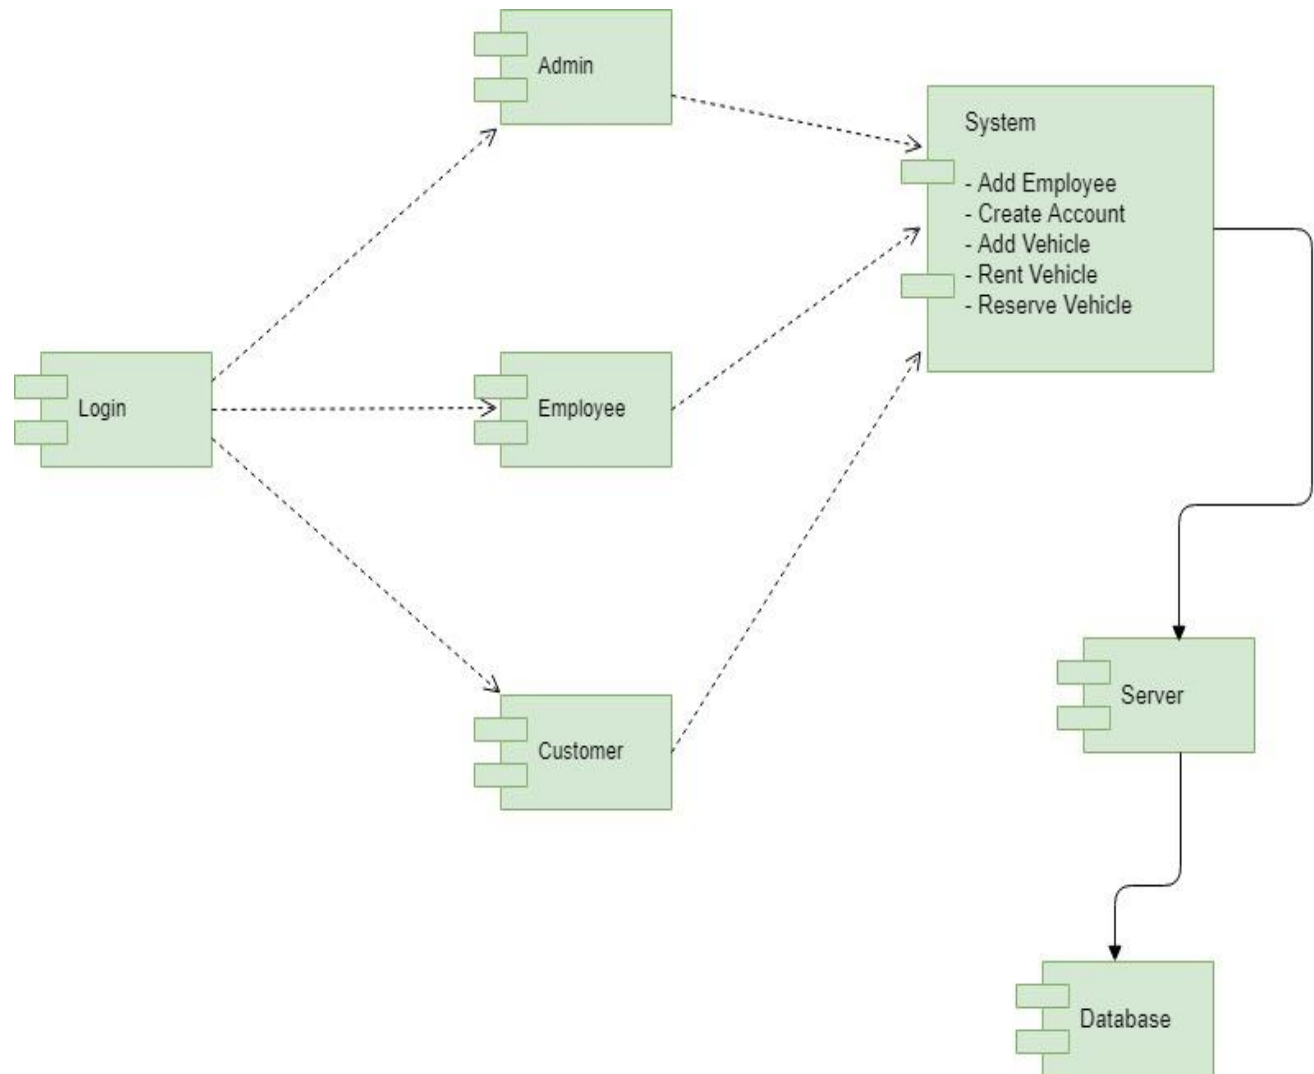 Admin
System
- Add Employee
- Create Account
- Add Vehicle
- Rent Vehicle
- Reserve Vehicle
Login
Employee
Customer
Server
Database